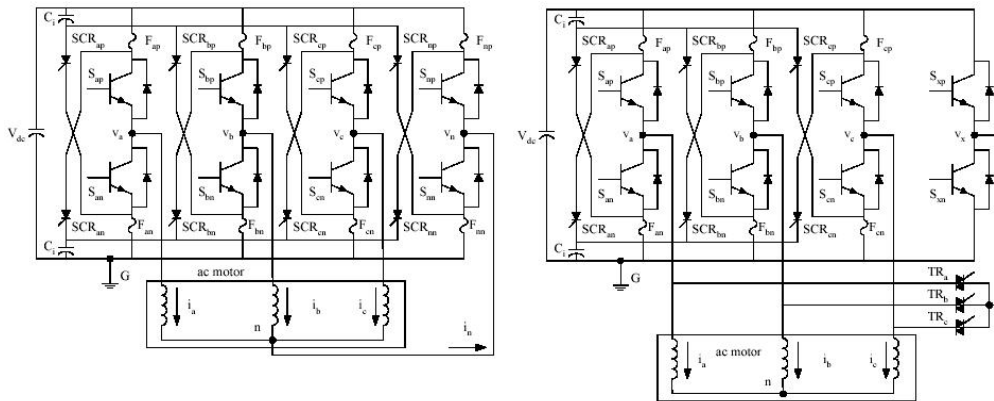 C_i
SCR_ap F_ap SCR_bp F_bp SCR_cp F_cp SCR_np F_np
S_ap S_bp S_cp S_np
V_dc v_a v_b v_c v_n
S_an S_bn S_cn S_nn
SCR_an F_an SCR_bn F_bn SCR_cn F_cn SCR_nn F_nn
C_i
G
ac motor
i_a i_b i_c i_n
n
C_i
SCR_ap F_ap SCR_bp F_bp SCR_cp F_cp
S_ap S_bp S_cp S_xp
V_dc v_a v_b v_c v_x
S_an S_bn S_cn S_xn
SCR_an F_an SCR_bn F_bn SCR_cn F_cn
C_i
G
TR_a
TR_b
TR_c
ac motor
i_a i_b i_c
n